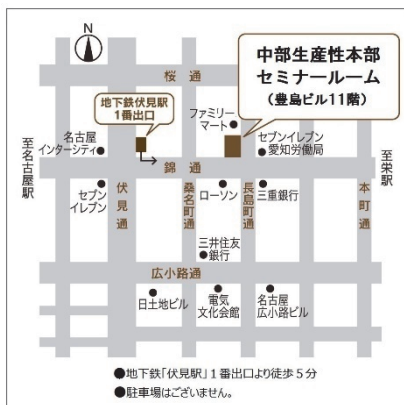 N
中部生産性本部
セミナールーム
（豊島ビル11階）
桜通
地下鉄伏見駅
1番出口
ファミリー
マート
名古屋
インターシティ
セブンイレブン
愛知労働局
至名古屋駅
至栄駅
錦通
セブン
イレブン
伏見通
桑名町通
ローソン
長島町通
三重銀行
本町通
三井住友
銀行
広小路通
日土地ビル
電気
文化会館
名古屋
広小路ビル
●地下鉄「伏見駅」1番出口より徒歩5分
●駐車場はございません。